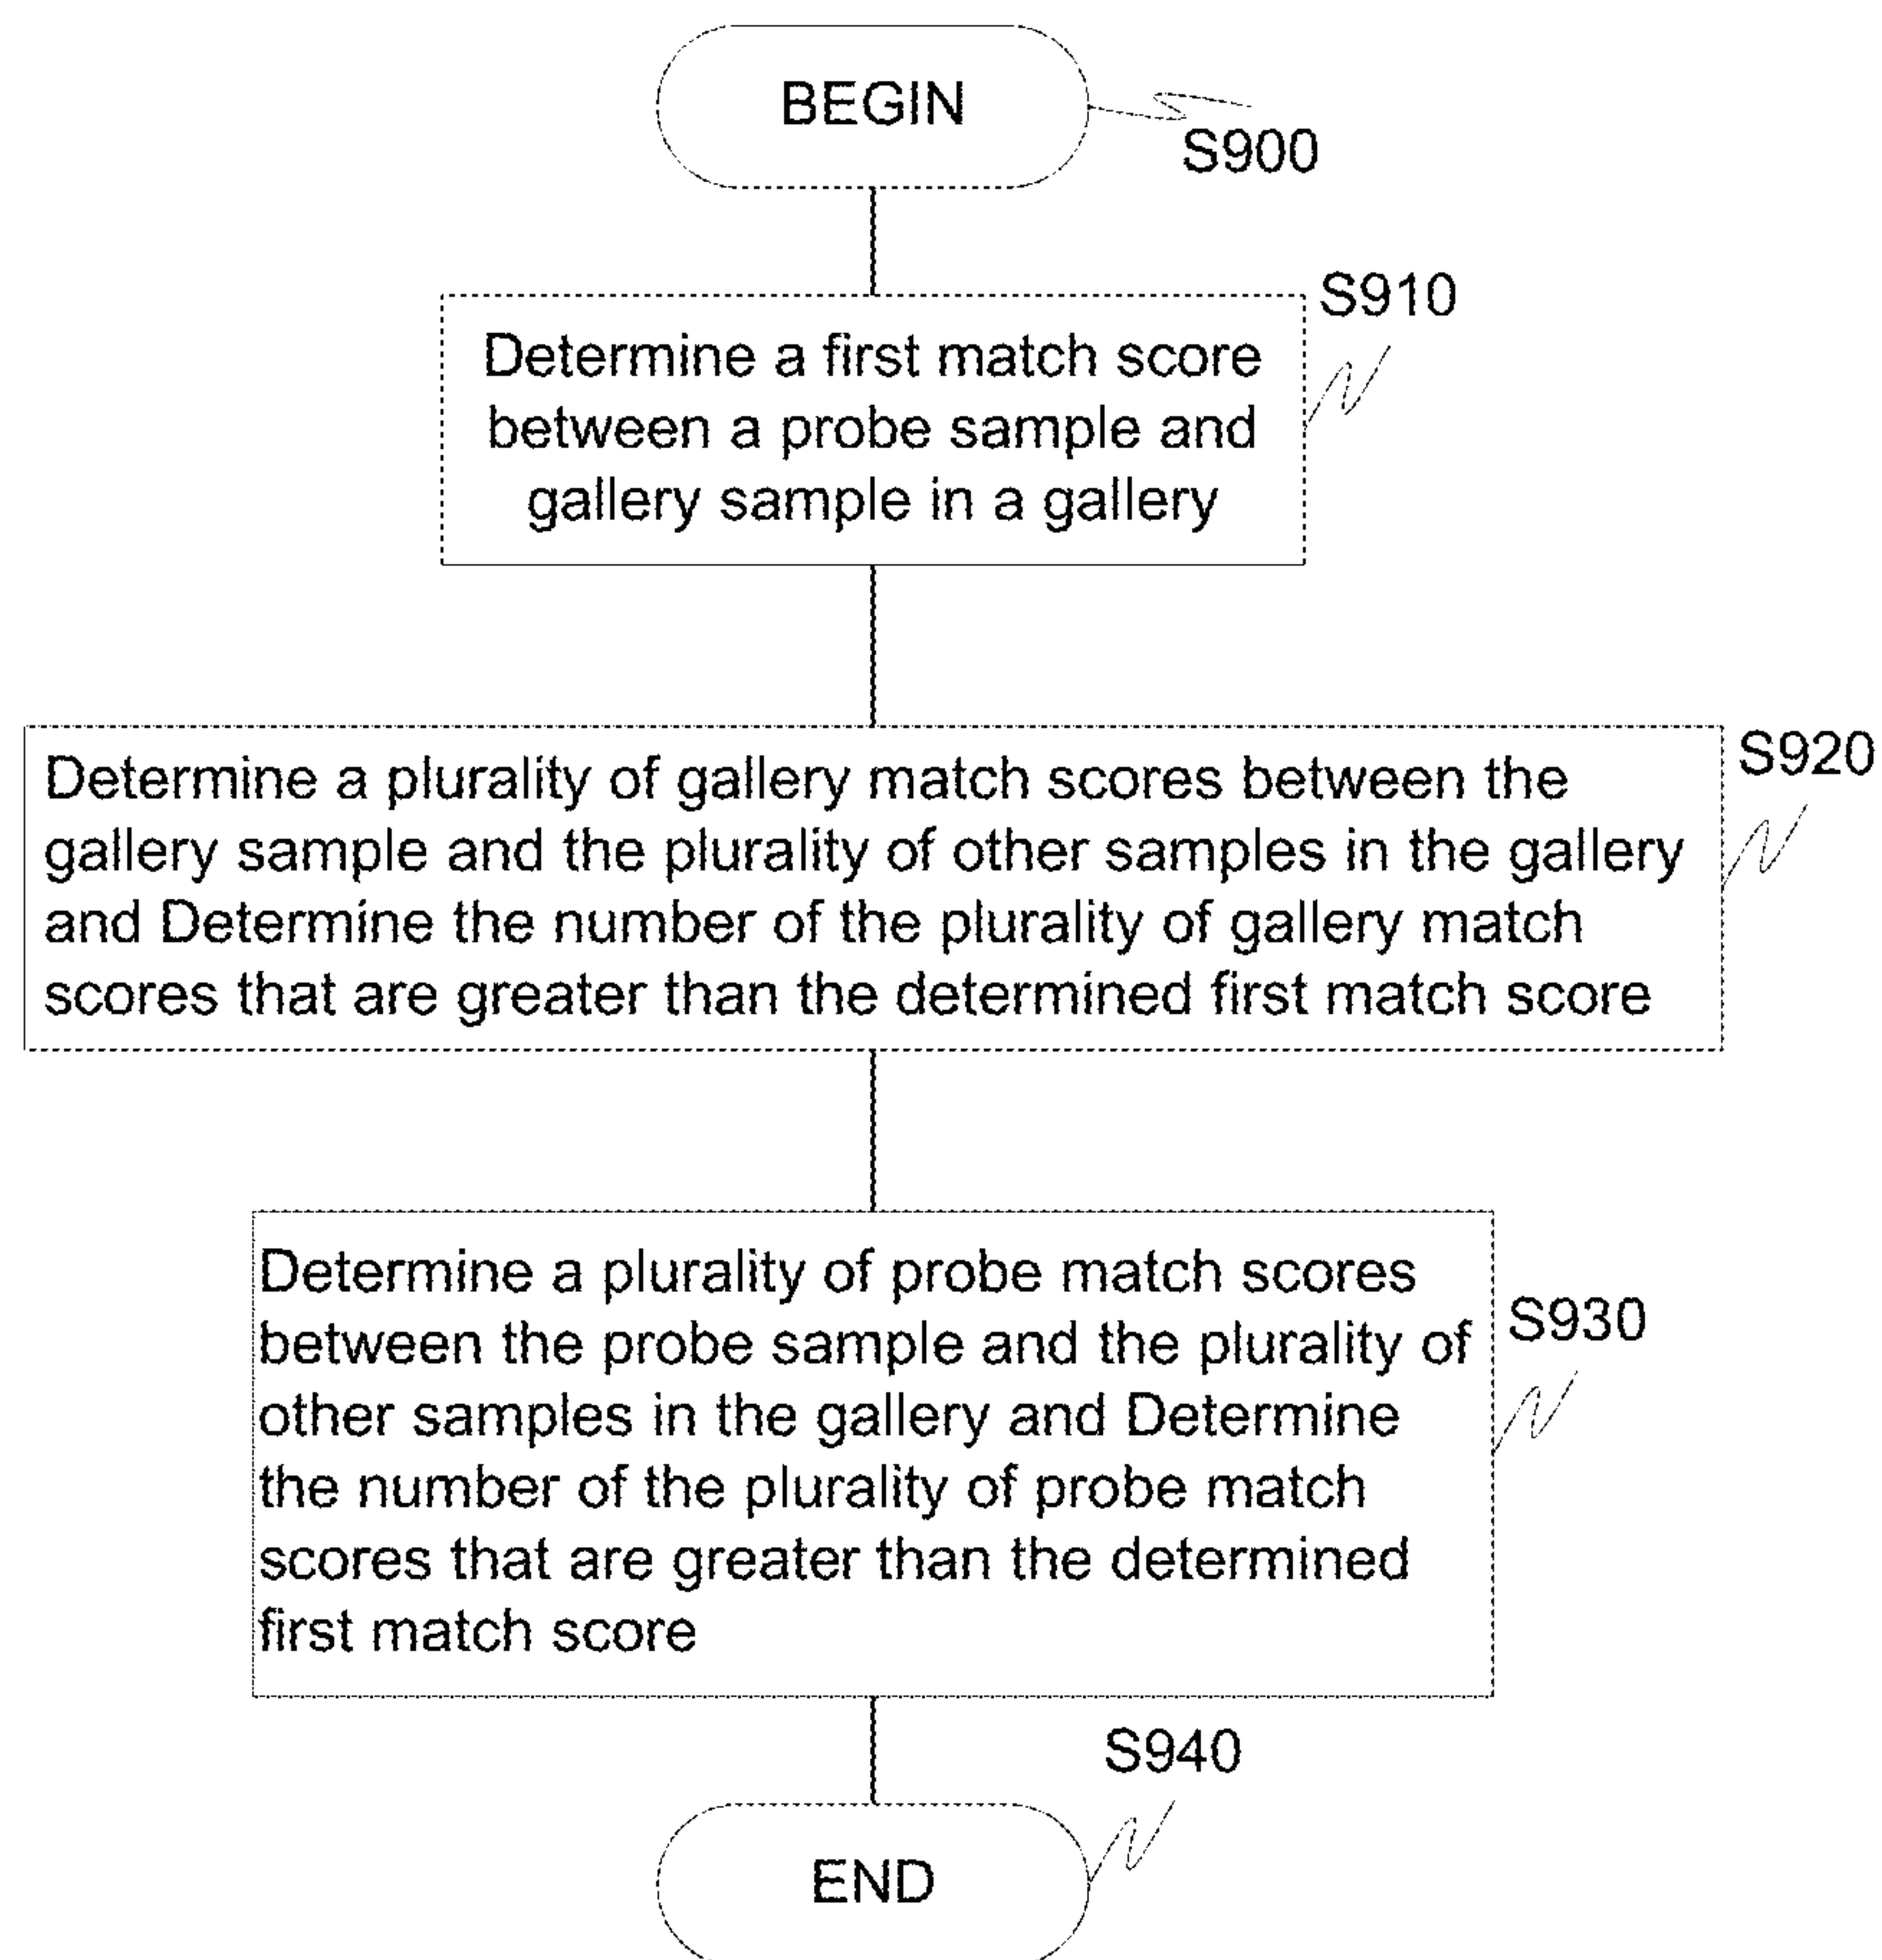 BEGIN
S900
S910
Determine a first match score
between a probe sample and
gallery sample in a gallery
S920
Determine a plurality of gallery match scores between the
gallery sample and the plurality of other samples in the gallery
and Determine the number of the plurality of gallery match
scores that are greater than the determined first match score
Determine a plurality of probe match scores
between the probe sample and the plurality of
other samples in the gallery and Determine
the number of the plurality of probe match
scores that are greater than the determined
first match score
S930
S940
END